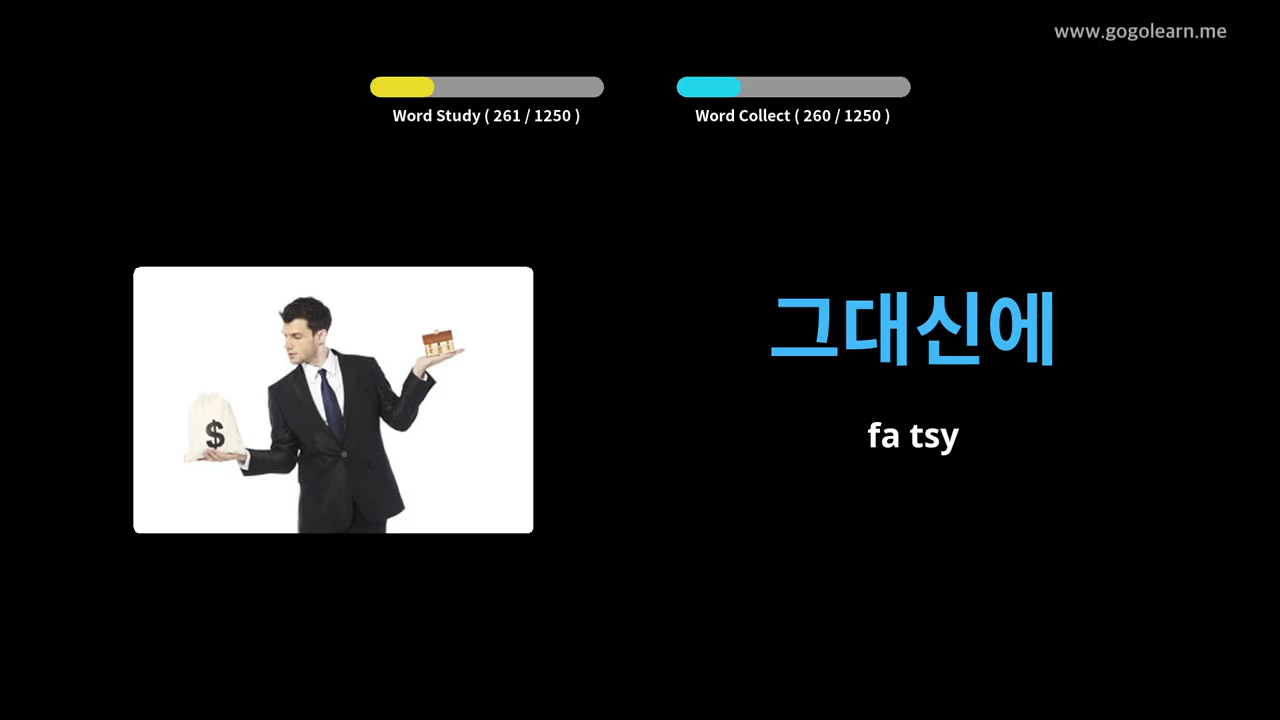 www.gogolearn.me
Word Study ( 261 / 1250 )
Word Collect ( 260 / 1250 )
$
그대신에
fa tsy